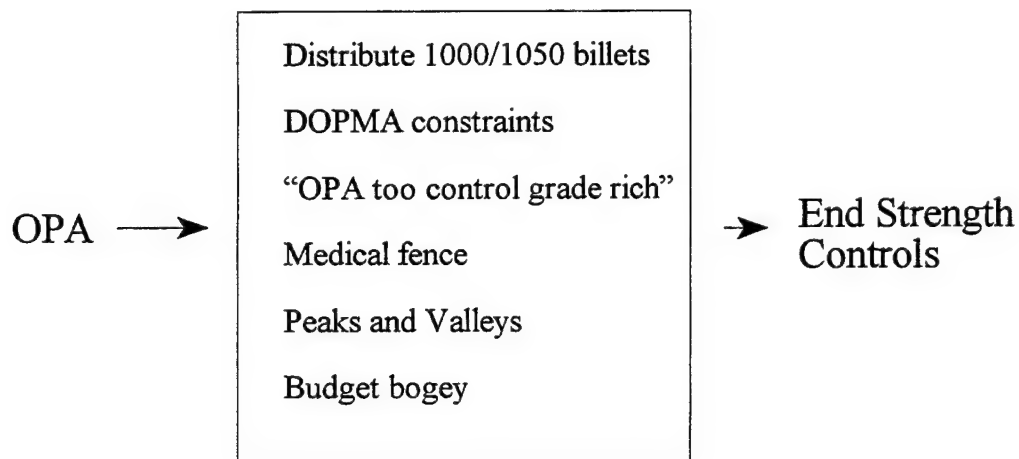 OPA
Distribute 1000/1050 billets
DOPMA constraints
“OPA too control grade rich”
Medical fence
Peaks and Valleys
Budget bogey
End Strength
Controls